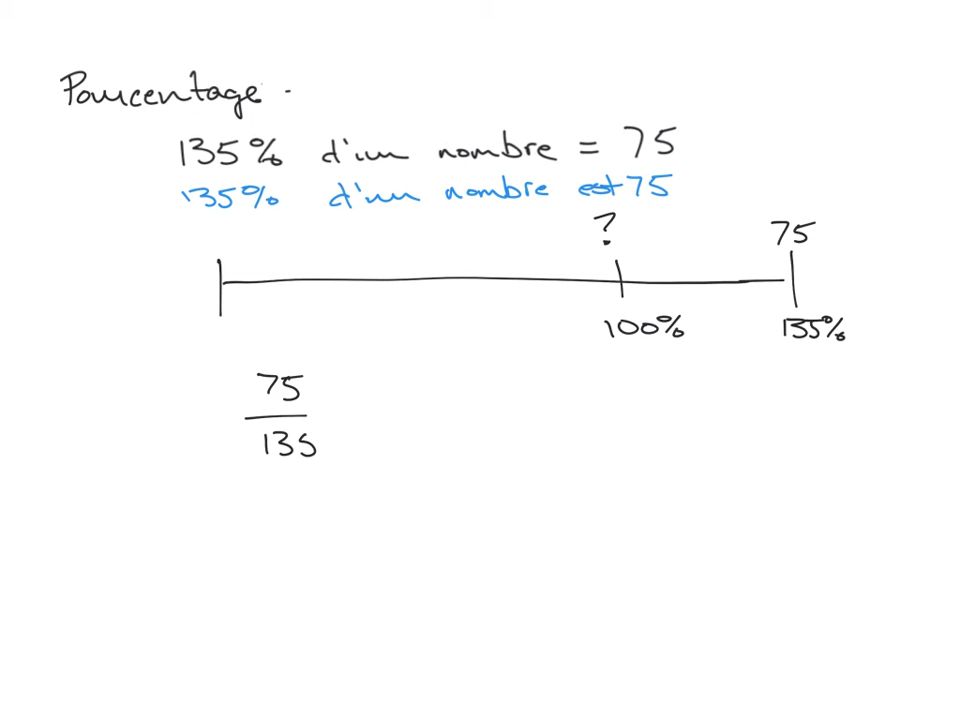 Pourcentage.
135% d'un nombre = 75
135% d'un nombre est 75
? 75
100% 135%
75
135